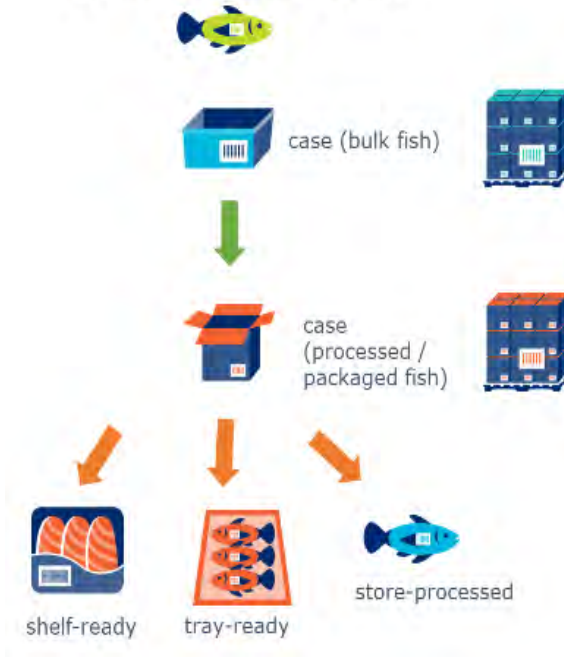 case (bulk fish)
case
(processed /
packaged fish)
store-processed
shelf-ready
tray-ready